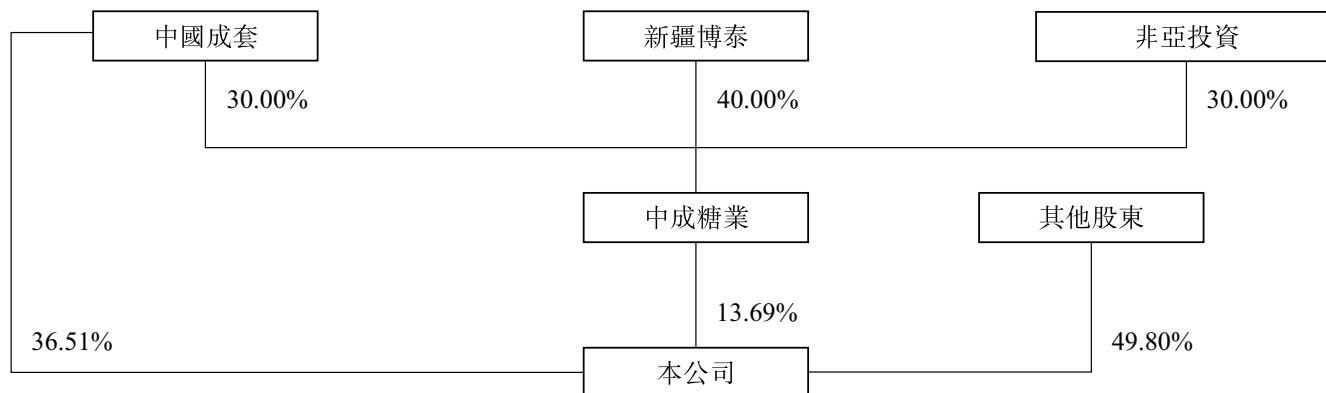 中國成套
新疆博泰
非亞投資
30.00%
40.00%
30.00%
中成糖業
其他股東
13.69%
36.51%
49.80%
本公司